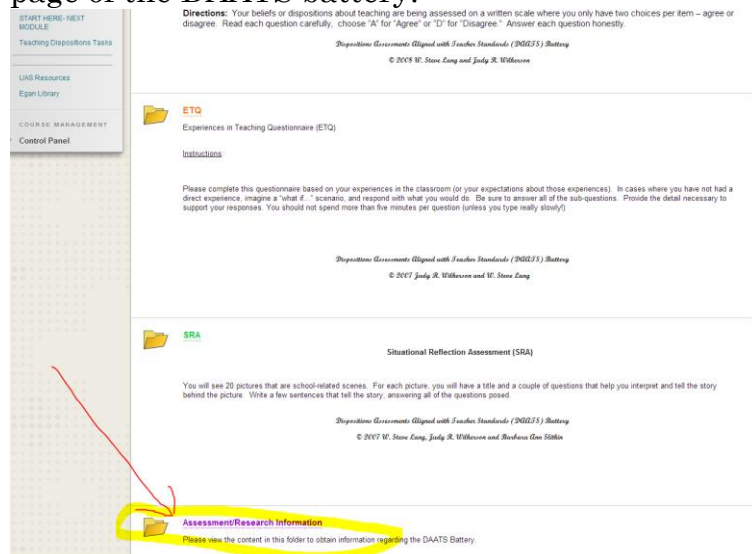 page of the DAATS battery.
START HERE- NEXT
MODULE
Teaching Dispositions Tasks
UAS Resources
Egan Library
COURSE MANAGEMENT
Control Panel
Directions: Your beliefs or dispositions about teaching are being assessed on a written scale where you only have two choices per item – agree or
disagree. Read each question carefully, choose "A" for "Agree" or "D" for "Disagree." Answer each question honestly.
Dispositions Assessments Aligned with Teacher Standards (DAATS) Battery
© 2005 W. Steve Lang and Judy R. Wilkerson
ETQ
Experiences in Teaching Questionnaire (ETQ)
Instructions
Please complete this questionnaire based on your experiences in the classroom (or your expectations about those experiences). In cases where you have not had a
direct experience, imagine a "what if..." scenario, and respond with what you would do. Be sure to answer all of the sub-questions. Provide the detail necessary to
support your responses. You should not spend more than five minutes per question (unless you type really slowly!)
Dispositions Assessments Aligned with Teacher Standards (DAATS) Battery
© 2007 Judy R. Wilkerson and W. Steve Lang
SRA
Situational Reflection Assessment (SRA)
You will see 20 pictures that are school-related scenes. For each picture, you will have a title and a couple of questions that help you interpret and tell the story
behind the picture. Write a few sentences that tell the story, answering all of the questions posed.
Dispositions Assessments Aligned with Teacher Standards (DAATS) Battery
© 2007 W. Steve Lang, Judy R. Wilkerson and Barbara Ann
Assessment/Research Information
Please view the content in this folder to obtain information regarding the DAATS Battery.